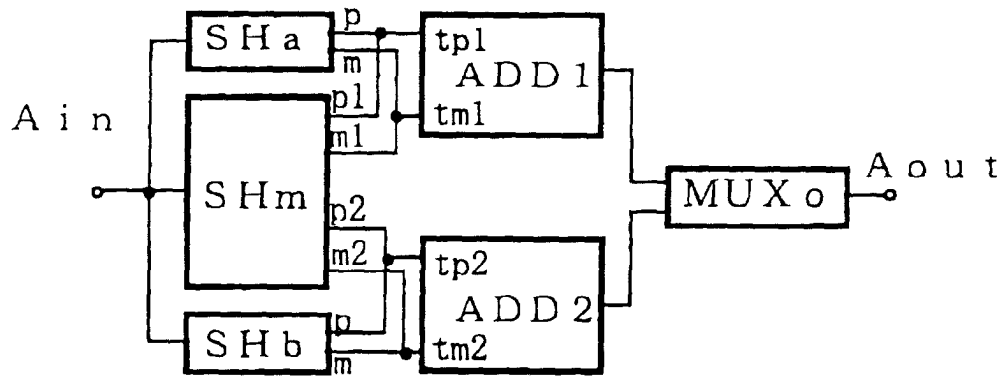 p
SHa
m
tp1
ADD1
tm1
p1
m1
Ain
SHm
p2
m2
MUXo
Aout
tp2
ADD2
tm2
p
SHb
m